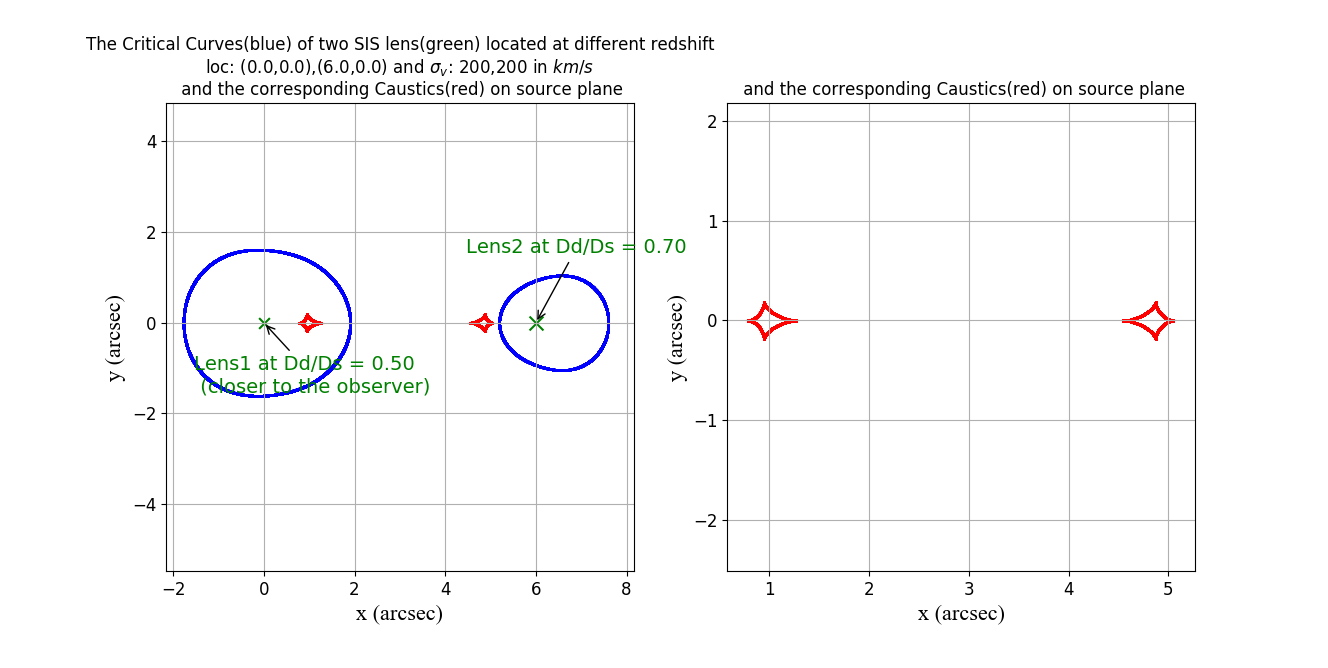 The Critical Curves(blue) of two SIS lens(green) located at different redshift
loc: (0.0,0.0),(6.0,0.0) and σv: 200,200 in km/s
and the corresponding Caustics(red) on source plane
4
2
0
−2
−4
−2
0
2
4
6
8
y (arcsec)
x (arcsec)
Lens2 at Dd/Ds = 0.70
Lens1 at Dd/Ds = 0.50
(closer to the observer)
and the corresponding Caustics(red) on source plane
2
1
0
−1
−2
1
2
3
4
5
y (arcsec)
x (arcsec)